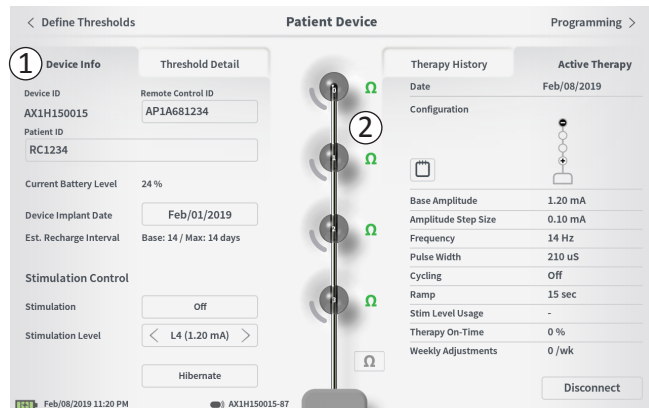 < Define Thresholds
Patient Device
Programming >
1
Device Info
Threshold Detail
Device ID
Remote Control ID
AX1H150015
AP1A681234
Patient ID
RC1234
Current Battery Level 24 %
Device Implant Date Feb/01/2019
Est. Recharge Interval Base: 14 / Max: 14 days
Stimulation Control
Stimulation Off
Stimulation Level < L4 (1.20 mA) >
Hibernate
Feb/08/2019 11:20 PM
AX1H150015-87
0 Ω
2
1 Ω
2 Ω
3 Ω
Ω
Therapy History
Active Therapy
Date Feb/08/2019
Configuration
Base Amplitude 1.20 mA
Amplitude Step Size 0.10 mA
Frequency 14 Hz
Pulse Width 210 uS
Cycling Off
Ramp 15 sec
Stim Level Usage -
Therapy On-Time 0 %
Weekly Adjustments 0 /wk
Disconnect